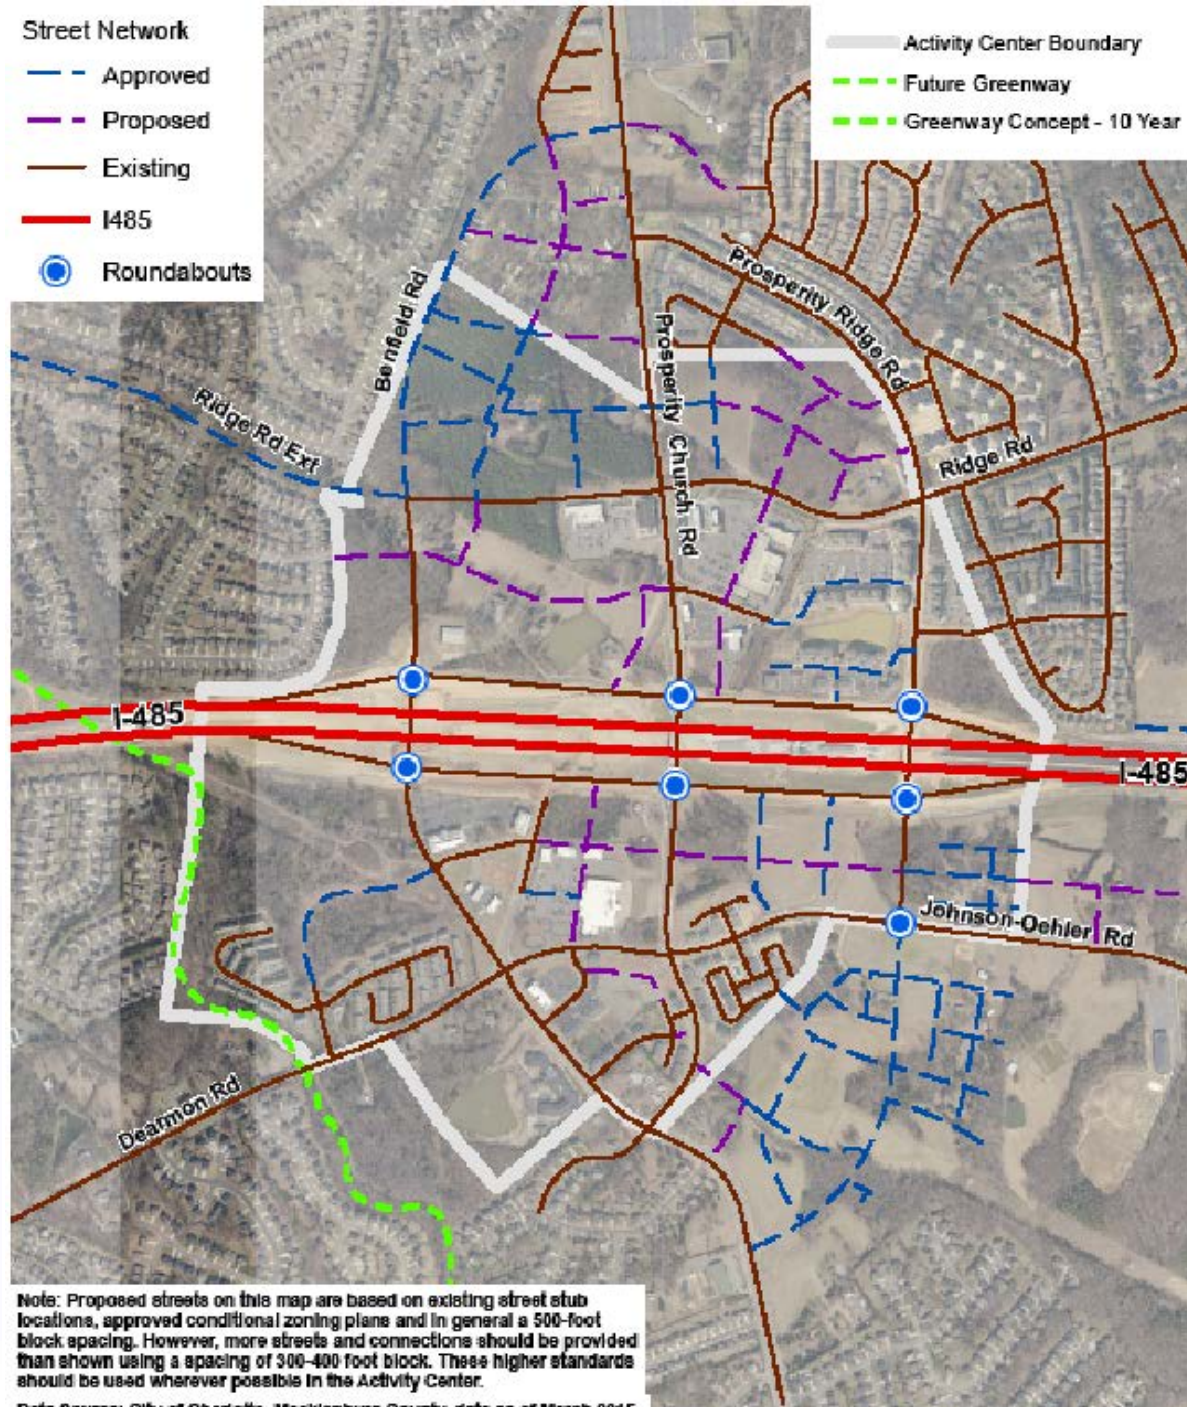 Street Network
Approved
Proposed
Existing
I485
Roundabouts
Activity Center Boundary
Future Greenway
Greenway Concept - 10 Year
Benfield Rd
Prosperity Ridge Rd
Prosperity Church Rd
Ridge Rd Ext
Ridge Rd
I-485
I-485
Johnson-Oehler Rd
Dearmon Rd
Note: Proposed streets on this map are based on existing street stub
locations, approved conditional zoning plans and in general a 500-foot
block spacing. However, more streets and connections should be provided
than shown using a spacing of 300-400 foot block. These higher standards
should be used wherever possible in the Activity Center.